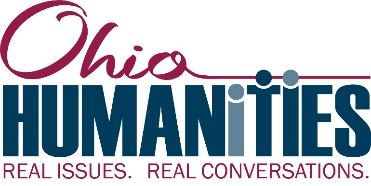 Ohio
HUMANiTiES
REAL ISSUES. REAL CONVERSATIONS.